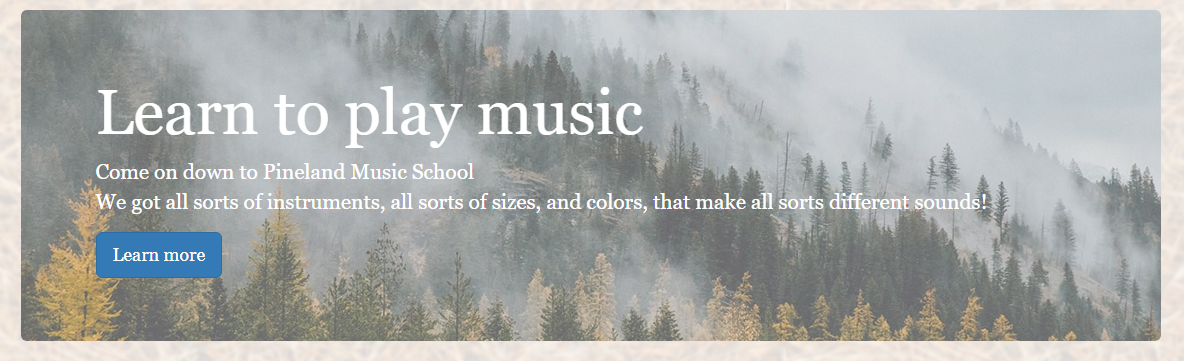 Learn to play music
Come on down to Pineland Music School
We got all sorts of instruments, all sorts of sizes, and colors, that make all sorts different sounds!
Learn more